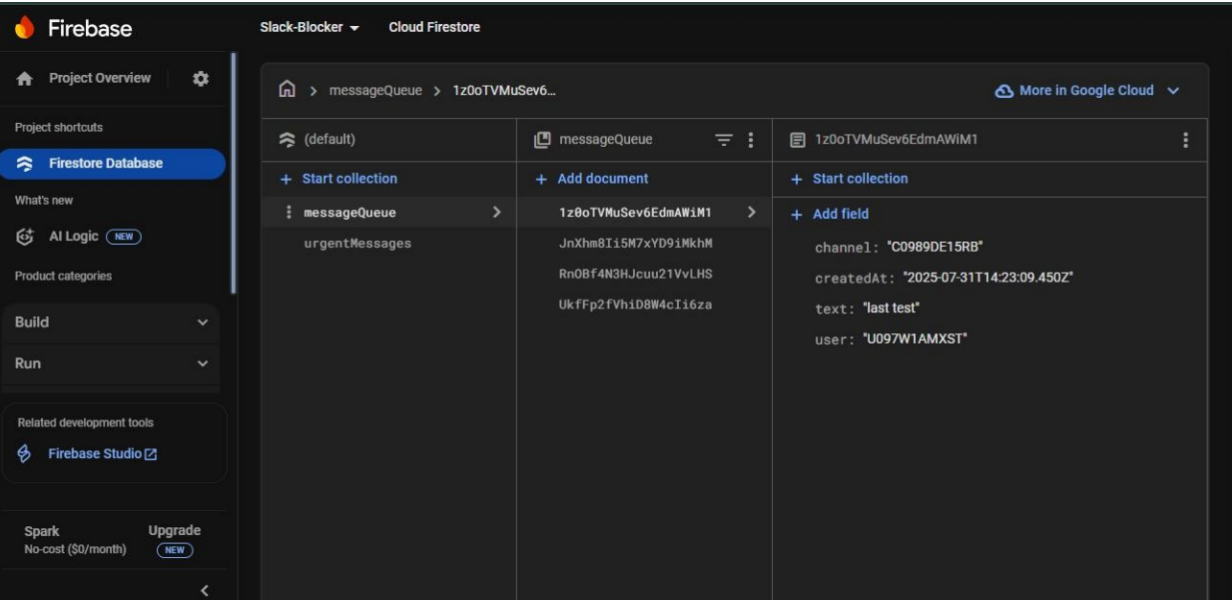 Firebase
Slack-Blocker
Cloud Firestore
Project Overview
Project shortcuts
Firestore Database
What's new
AI Logic NEW
Product categories
Build
Run
Related development tools
Firebase Studio
Spark
No-cost ($0/month)
Upgrade
NEW
messageQueue
1z0oTVMuSev6...
More in Google Cloud
(default)
+ Start collection
messageQueue
urgentMessages
messageQueue
+ Add document
1z0oTVMuSev6EdmAWiM1
JnXhm8Ii5M7xYD9iMkhM
RnOBf4N3HJcuu21VvLHS
UkfFp2fVhiD8W4cIi6za
1z0oTVMuSev6EdmAWiM1
+ Start collection
+ Add field
channel: "C0989DE15RB"
createdAt: "2025-07-31T14:23:09.450Z"
text: "last test"
user: "U097W1AMXST"